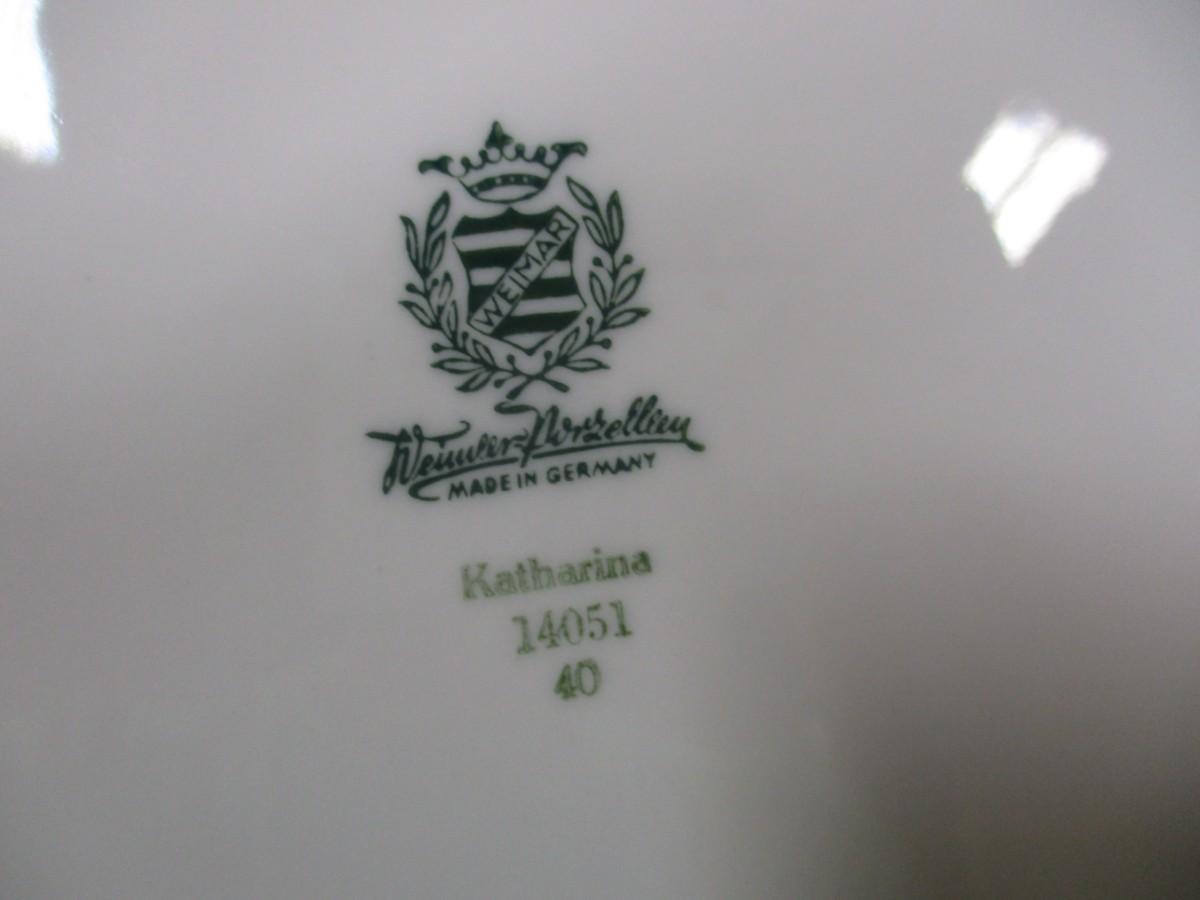 WEIMAR
Weimar-Porzellan
MADE IN GERMANY
Katharina
14051
40